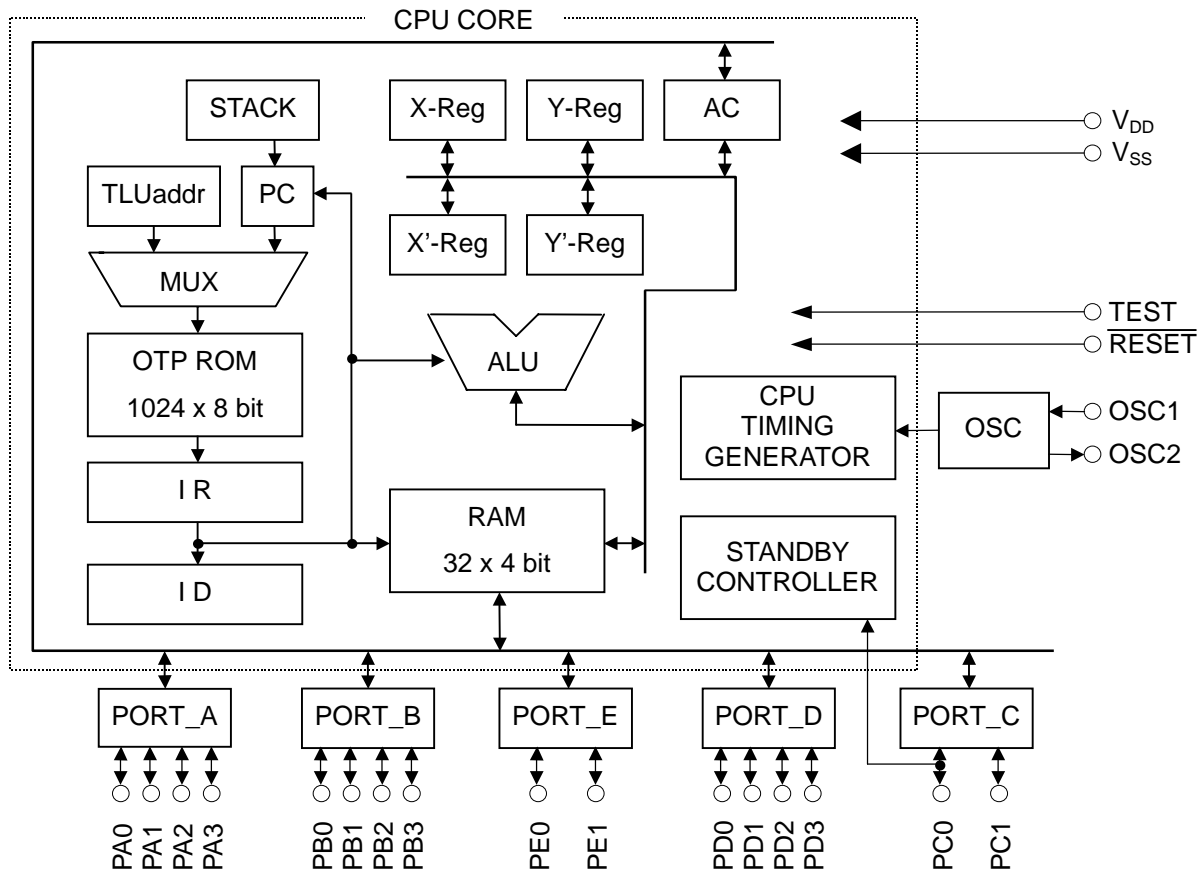 CPU CORE
STACK
X-Reg
Y-Reg
AC
V_DD
V_SS
TLUaddr
PC
X'-Reg
Y'-Reg
MUX
TEST
RESET
OTP ROM
1024 x 8 bit
ALU
CPU
TIMING
GENERATOR
OSC
OSC1
OSC2
I R
RAM
32 x 4 bit
STANDBY
CONTROLLER
I D
PORT_A
PORT_B
PORT_E
PORT_D
PORT_C
PA0
PA1
PA2
PA3
PB0
PB1
PB2
PB3
PE0
PE1
PD0
PD1
PD2
PD3
PC0
PC1